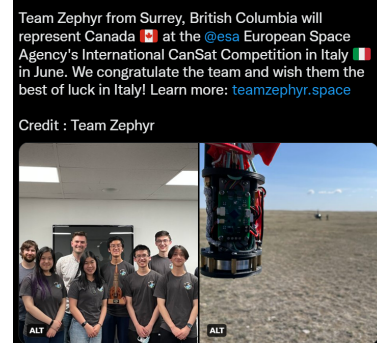 Team Zephyr from Surrey, British Columbia will
represent Canada 🇨🇦 at the @esa European Space
Agency's International CanSat Competition in Italy 🇮🇹
in June. We congratulate the team and wish them the
best of luck in Italy! Learn more: teamzephyr.space
Credit : Team Zephyr
ALT
ALT